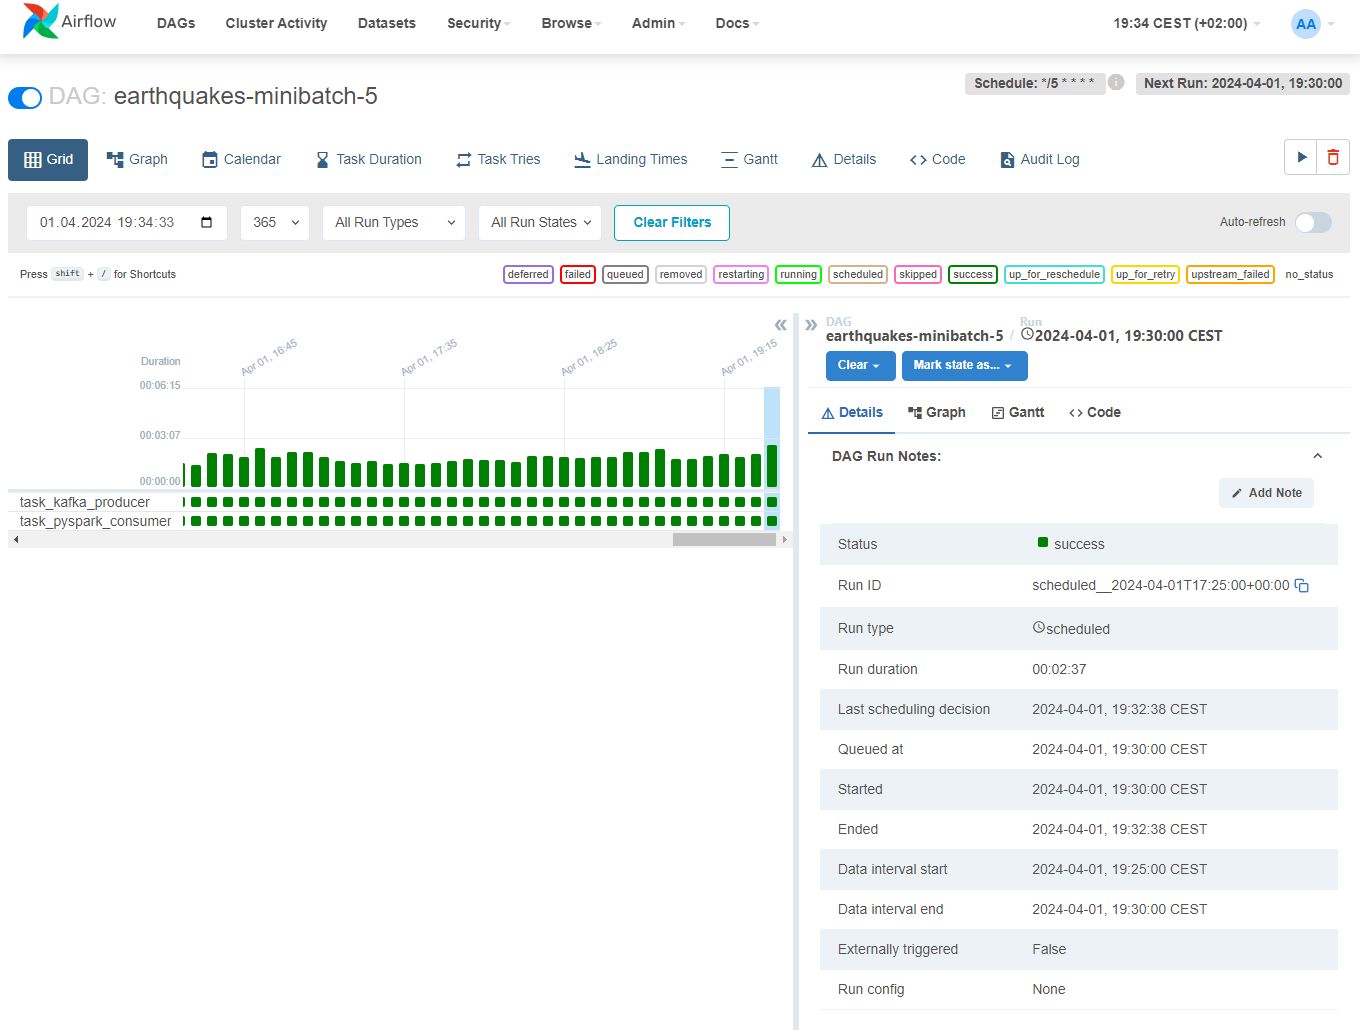 Airflow DAGs Cluster Activity Datasets Security Browse Admin Docs 19:34 CEST (+02:00) AA
DAG: earthquakes-minibatch-5 Schedule: */5 * * * * i Next Run: 2024-04-01, 19:30:00
Grid Graph Calendar Task Duration Task Tries Landing Times Gantt Details Code Audit Log
01.04.2024 19:34:33 365 All Run Types All Run States Clear Filters Auto-refresh
Press shift + / for Shortcuts deferred failed queued removed restarting running scheduled skipped success up_for_reschedule up_for_retry upstream_failed no_status
Apr 01, 16:45 Apr 01, 17:35 Apr 01, 18:25 Apr 01, 19:15
Duration
00:06:15
00:03:07
00:00:00
task_kafka_producer
task_pyspark_consumer
DAG Run
earthquakes-minibatch-5 / 2024-04-01, 19:30:00 CEST
Clear Mark state as...
Details Graph Gantt Code
DAG Run Notes:
Add Note
Status success
Run ID scheduled__2024-04-01T17:25:00+00:00
Run type scheduled
Run duration 00:02:37
Last scheduling decision 2024-04-01, 19:32:38 CEST
Queued at 2024-04-01, 19:30:00 CEST
Started 2024-04-01, 19:30:00 CEST
Ended 2024-04-01, 19:32:38 CEST
Data interval start 2024-04-01, 19:25:00 CEST
Data interval end 2024-04-01, 19:30:00 CEST
Externally triggered False
Run config None